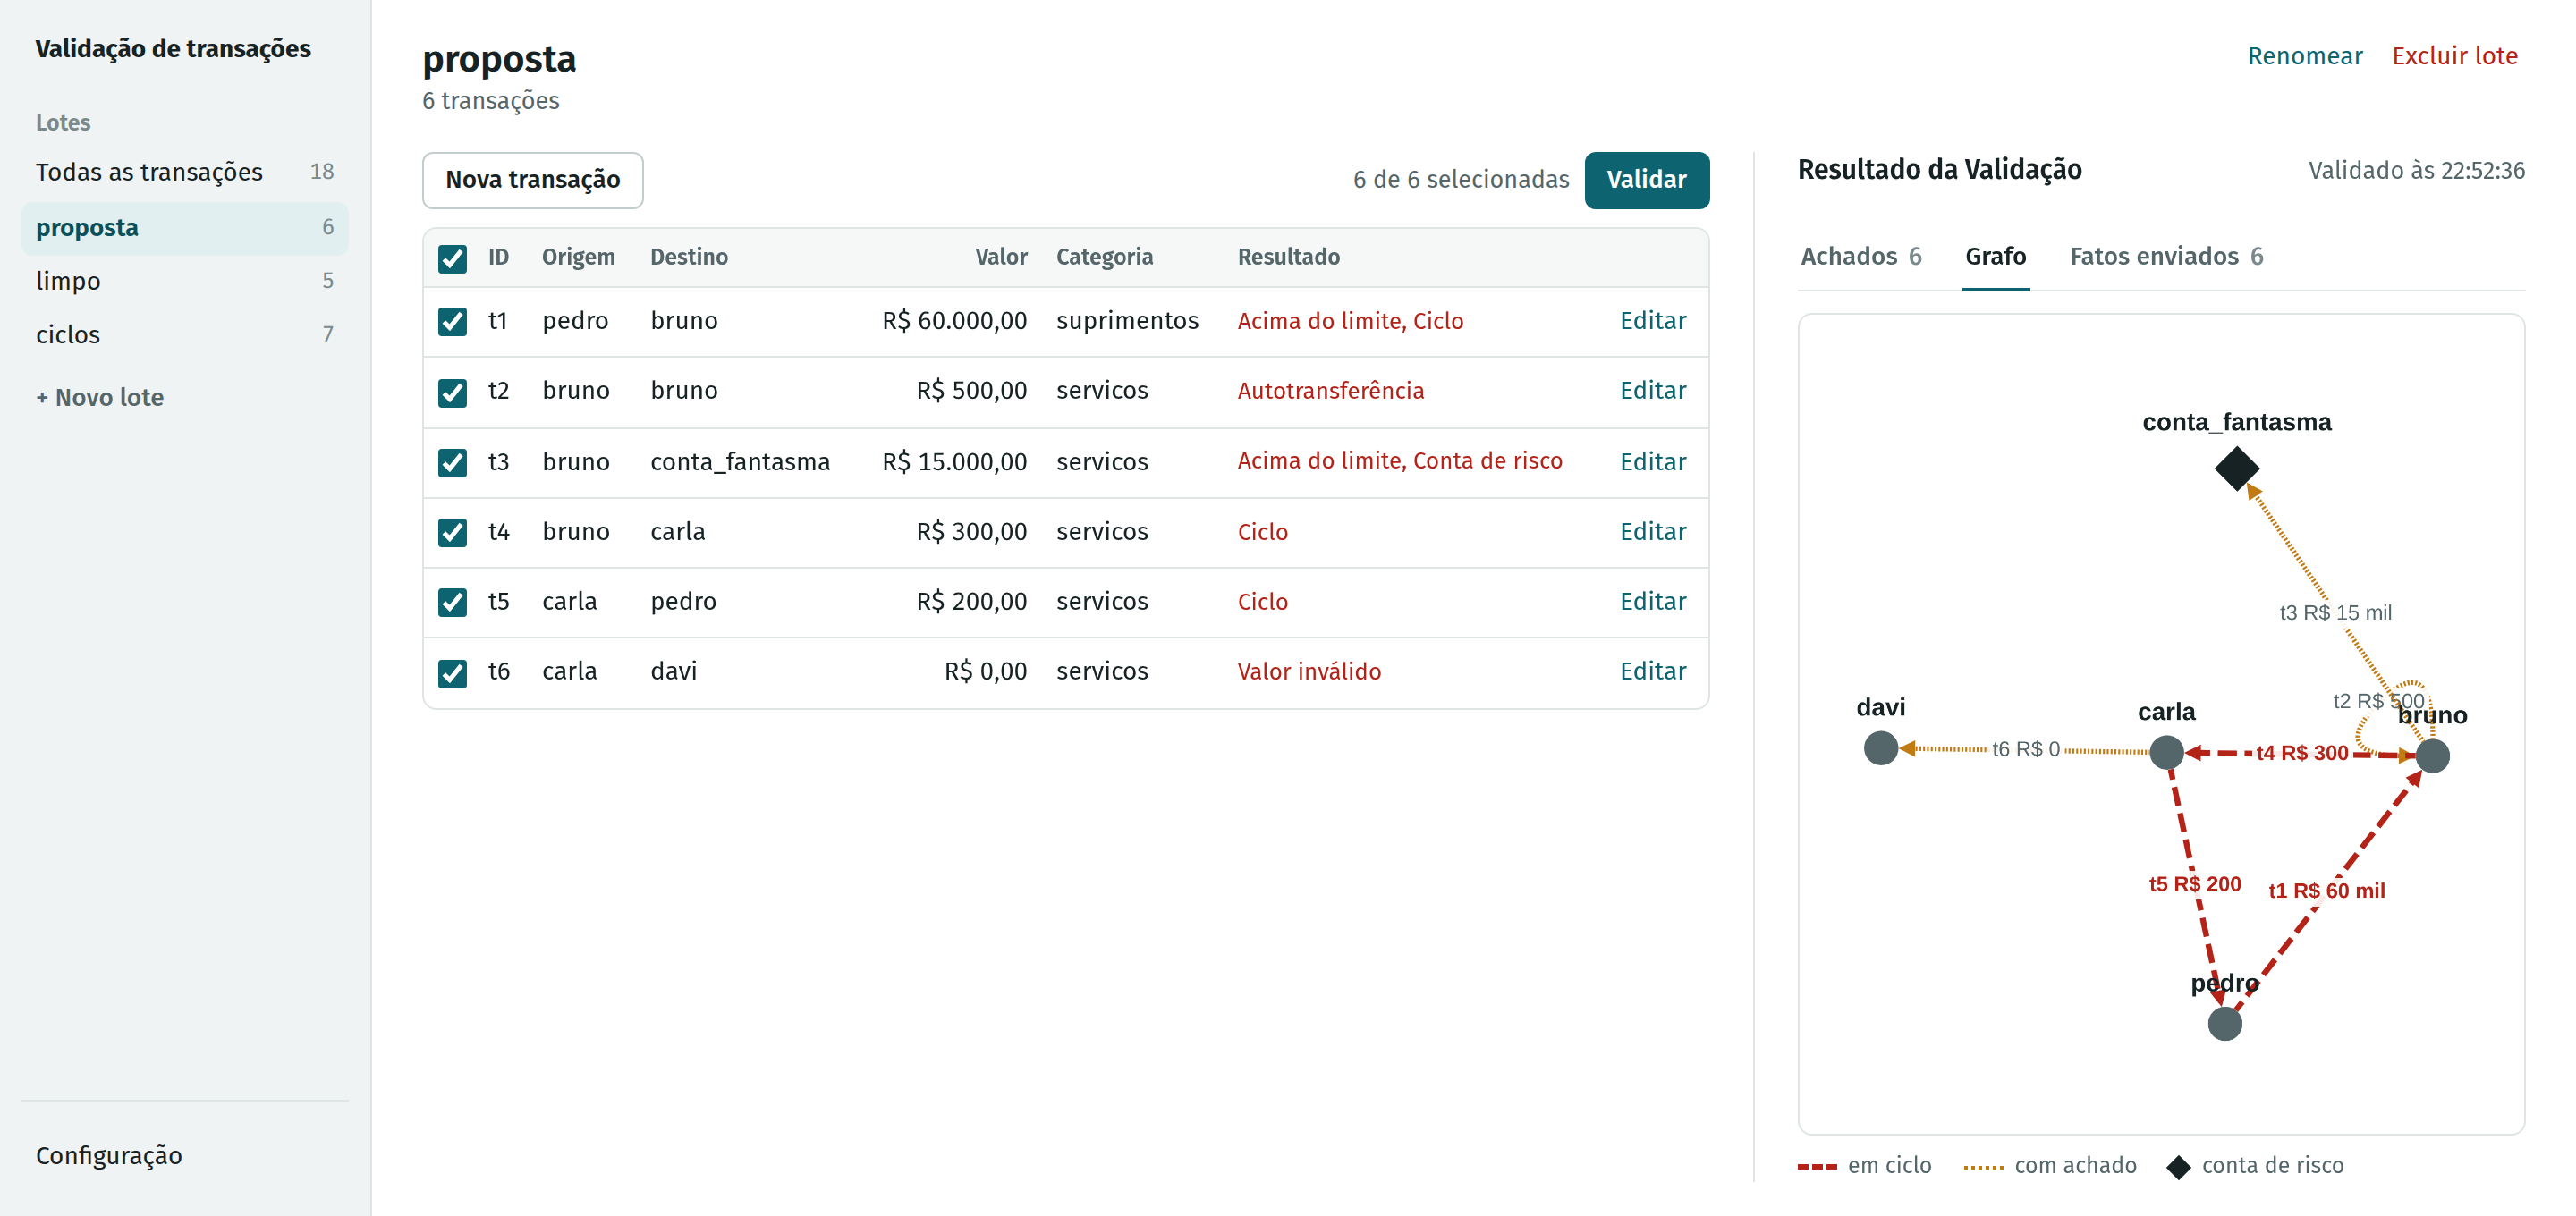 Validação de transações
Lotes
Todas as transações 18
proposta 6
limpo 5
ciclos 7
+ Novo lote
Configuração
proposta
6 transações
Renomear Excluir lote
Nova transação 6 de 6 selecionadas Validar
ID Origem Destino Valor Categoria Resultado
t1 pedro bruno R$ 60.000,00 suprimentos Acima do limite, Ciclo Editar
t2 bruno bruno R$ 500,00 servicos Autotransferência Editar
t3 bruno conta_fantasma R$ 15.000,00 servicos Acima do limite, Conta de risco Editar
t4 bruno carla R$ 300,00 servicos Ciclo Editar
t5 carla pedro R$ 200,00 servicos Ciclo Editar
t6 carla davi R$ 0,00 servicos Valor inválido Editar
Resultado da Validação Validado às 22:52:36
Achados 6 Grafo Fatos enviados 6
conta_fantasma
t3 R$ 15 mil
t2 R$ 500
davi carla bruno
t6 R$ 0 t4 R$ 300
t5 R$ 200 t1 R$ 60 mil
pedro
em ciclo com achado conta de risco